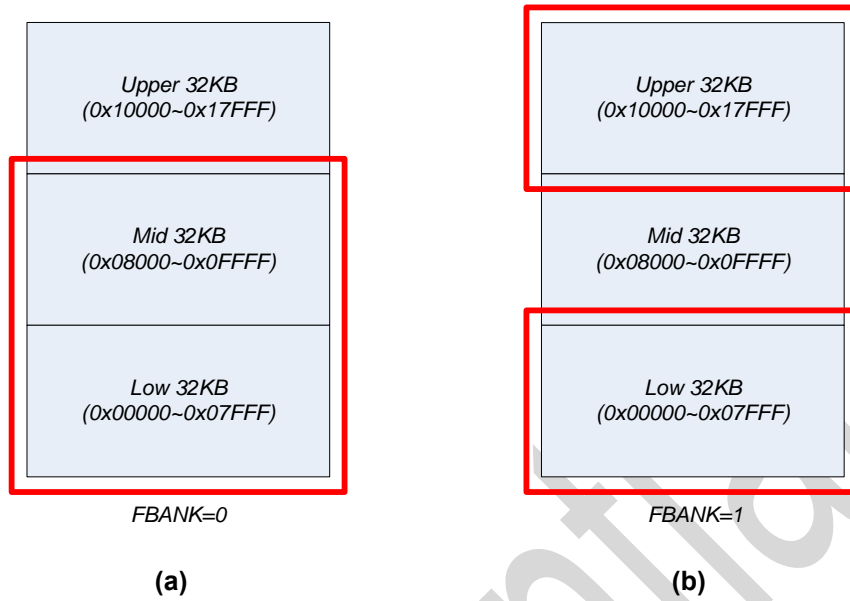 Upper 32KB
(0x10000~0x17FFF)
Mid 32KB
(0x08000~0x0FFFF)
Low 32KB
(0x00000~0x07FFF)
FBANK=0
(a)
Upper 32KB
(0x10000~0x17FFF)
Mid 32KB
(0x08000~0x0FFFF)
Low 32KB
(0x00000~0x07FFF)
FBANK=1
(b)